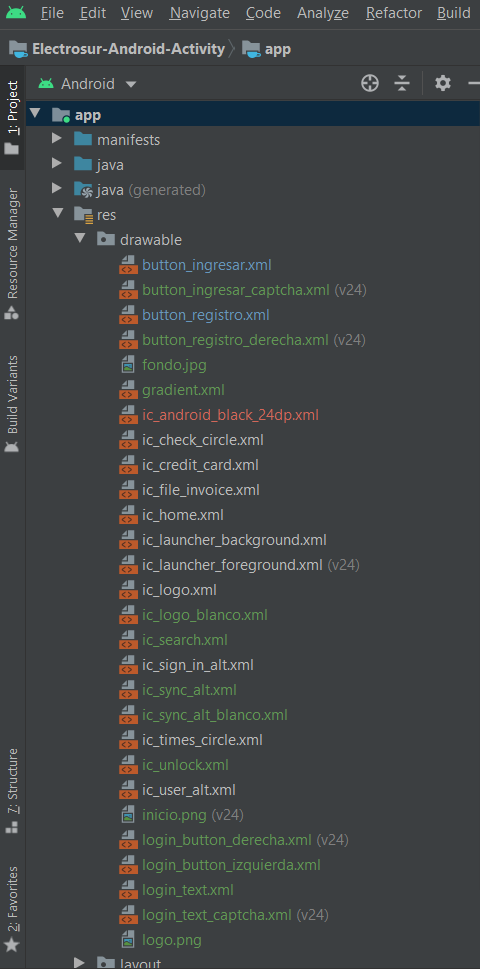 File Edit View Navigate Code Analyze Refactor Build
Electrosur-Android-Activity app
Android
1: Project
app
manifests
java
java (generated)
res
Resource Manager
drawable
button_ingresar.xml
button_ingresar_captcha.xml (v24)
button_registro.xml
button_registro_derecha.xml (v24)
fondo.jpg
Build Variants
gradient.xml
ic_android_black_24dp.xml
ic_check_circle.xml
ic_credit_card.xml
ic_file_invoice.xml
ic_home.xml
ic_launcher_background.xml
ic_launcher_foreground.xml (v24)
ic_logo.xml
ic_logo_blanco.xml
ic_search.xml
ic_sign_in_alt.xml
ic_sync_alt.xml
ic_sync_alt_blanco.xml
ic_times_circle.xml
7: Structure
ic_unlock.xml
ic_user_alt.xml
inicio.png (v24)
login_button_derecha.xml (v24)
login_button_izquierda.xml
2: Favorites
login_text.xml
login_text_captcha.xml (v24)
logo.png
layout